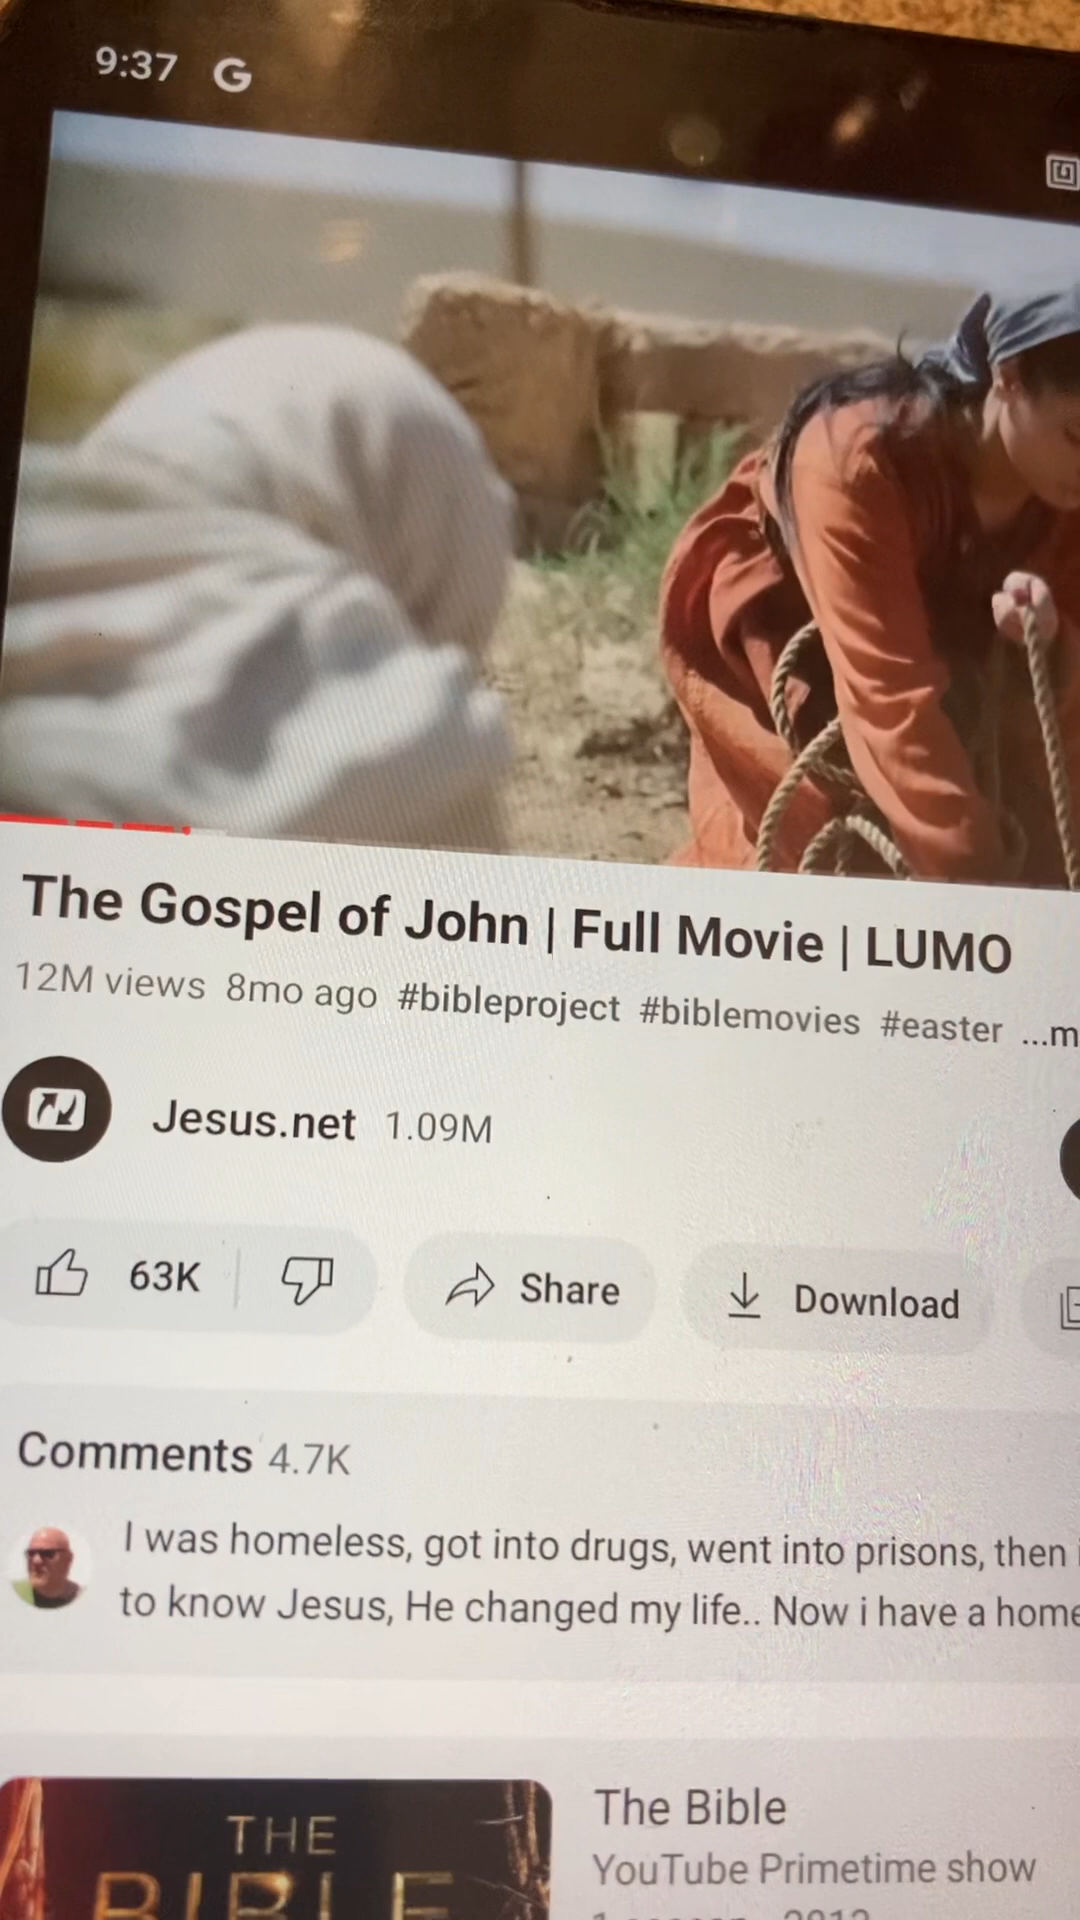 9:37 G
The Gospel of John | Full Movie | LUMO
12M views 8mo ago #bibleproject #biblemovies #easter ...m
Jesus.net 1.09M
63K Share Download
Comments 4.7K
I was homeless, got into drugs, went into prisons, then
to know Jesus, He changed my life.. Now i have a home
THE
BIBLE
The Bible
YouTube Primetime show